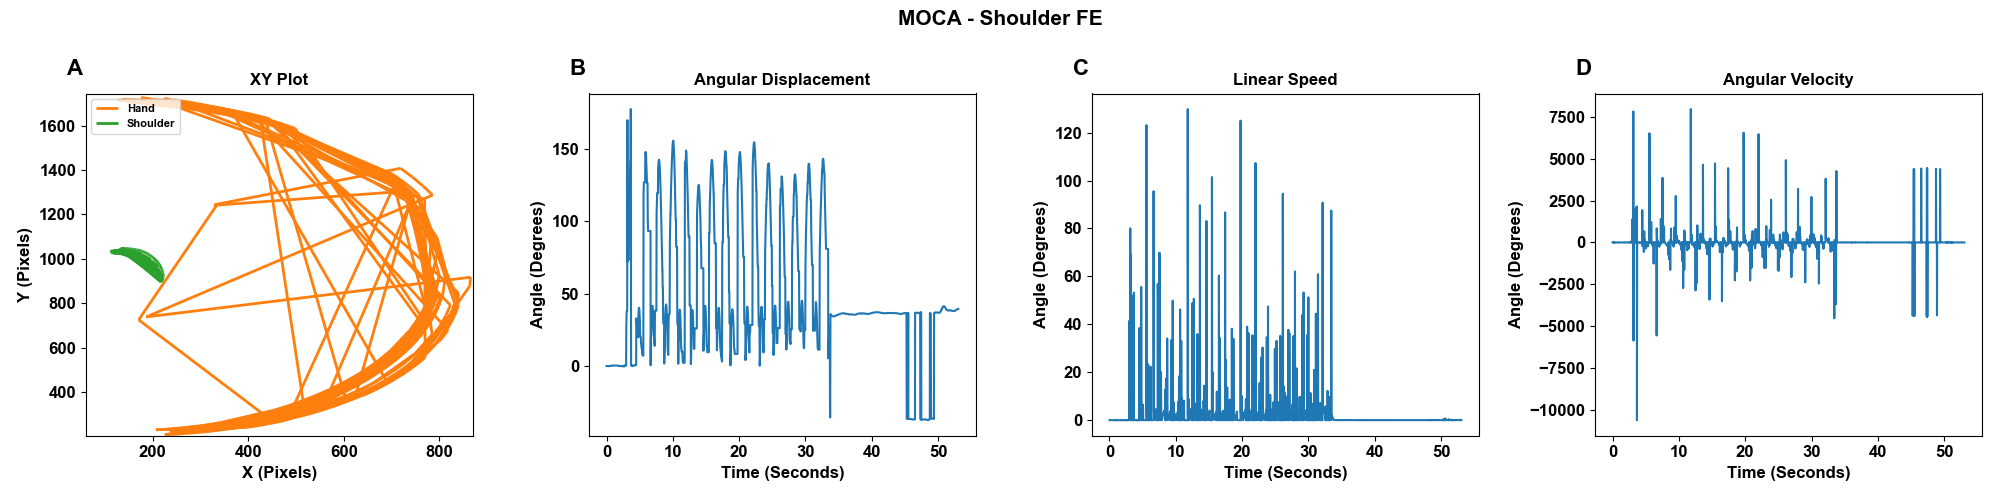 MOCA - Shoulder FE
A
XY Plot
Hand
Shoulder
1600
1400
1200
1000
800
600
400
Y (Pixels)
200
400
600
800
X (Pixels)
B
Angular Displacement
150
100
50
0
Angle (Degrees)
0
10
20
30
40
50
Time (Seconds)
C
Linear Speed
120
100
80
60
40
20
0
Angle (Degrees)
0
10
20
30
40
50
Time (Seconds)
D
Angular Velocity
7500
5000
2500
0
−2500
−5000
−7500
−10000
Angle (Degrees)
0
10
20
30
40
50
Time (Seconds)